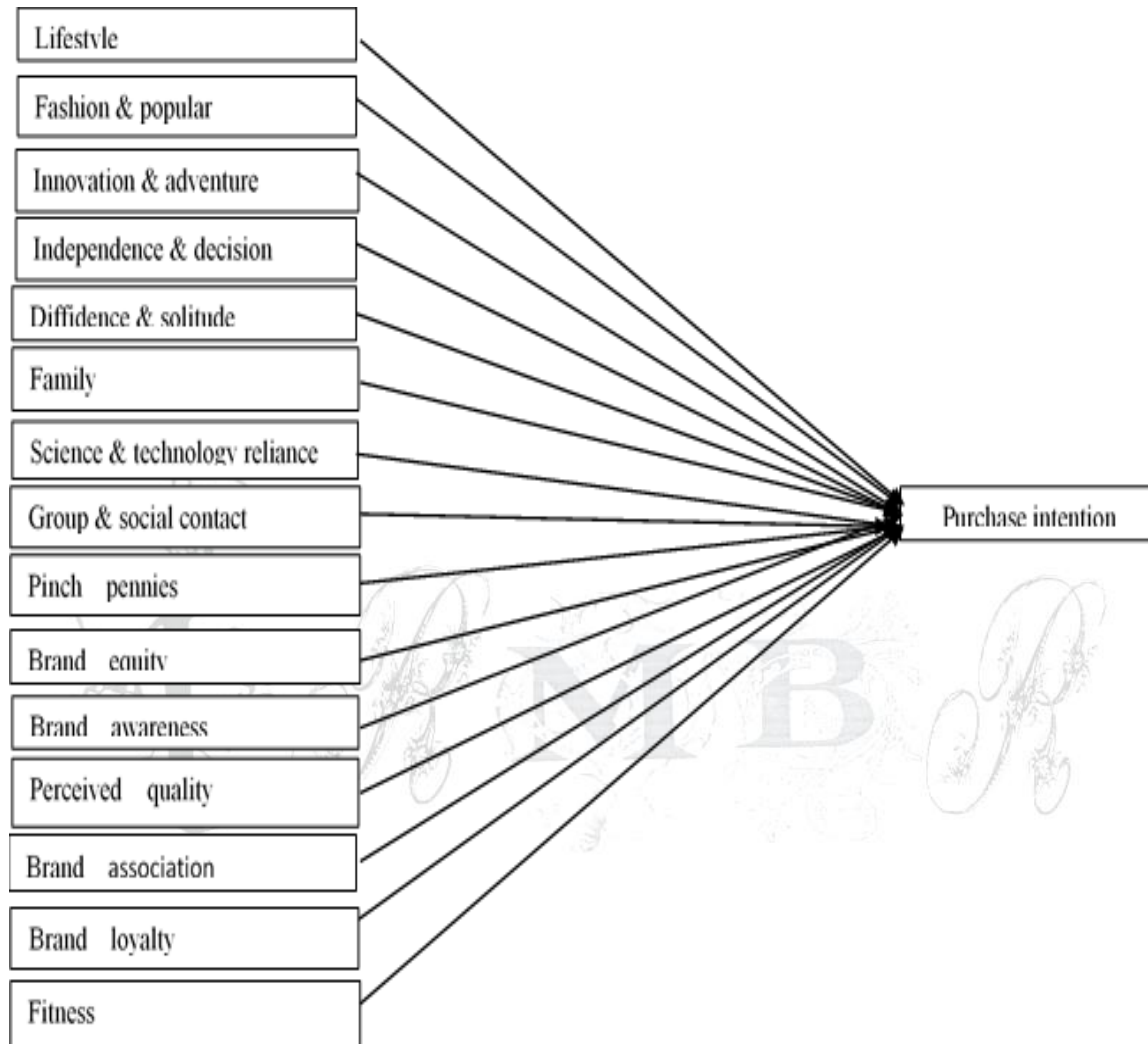 Lifestyle
Fashion & popular
Innovation & adventure
Independence & decision
Diffidence & solitude
Family
Science & technology reliance
Group & social contact
Purchase intention
Pinch pennies
Brand equity
Brand awareness
Perceived quality
Brand association
Brand loyalty
Fitness
R M B R